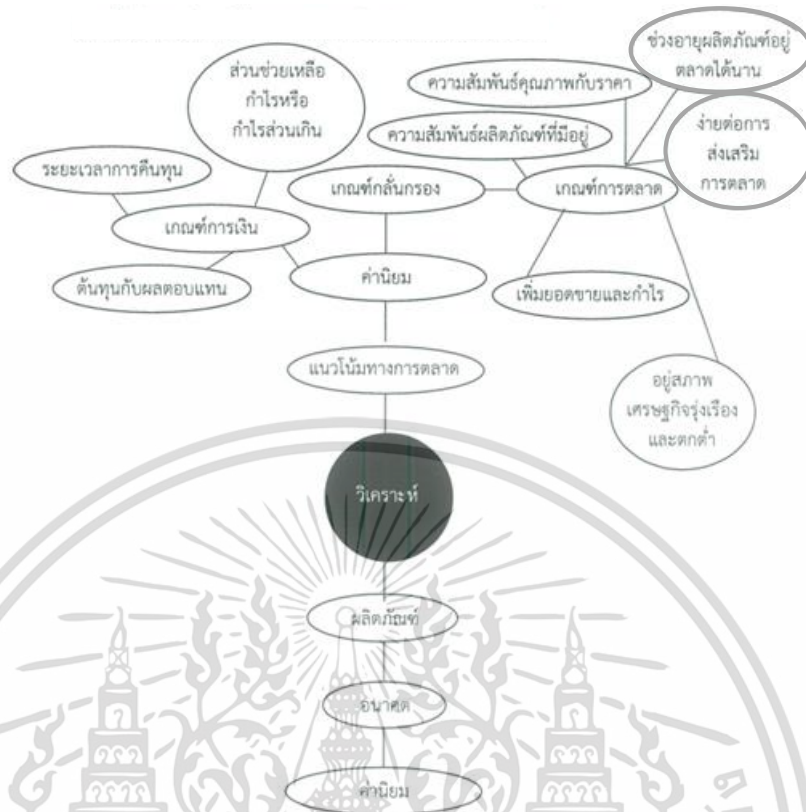 ช่วงอายุผลิตภัณฑ์อยู่
ตลาดได้นาน
ส่วนช่วยเหลือ
กำไรหรือ
กำไรส่วนเกิน
ความสัมพันธ์คุณภาพกับราคา
ความสัมพันธ์ผลิตภัณฑ์ที่มีอยู่
ง่ายต่อการ
ส่งเสริม
การตลาด
ระยะเวลาการคืนทุน
เกณฑ์กลั่นกรอง
เกณฑ์การตลาด
เกณฑ์การเงิน
ต้นทุนกับผลตอบแทน
ค่านิยม
เพิ่มยอดขายและกำไร
แนวโน้มทางการตลาด
อยู่สภาพ
เศรษฐกิจรุ่งเรือง
และตกต่ำ
วิเคราะห์
ผลิตภัณฑ์
อนาคต
ค่านิยม